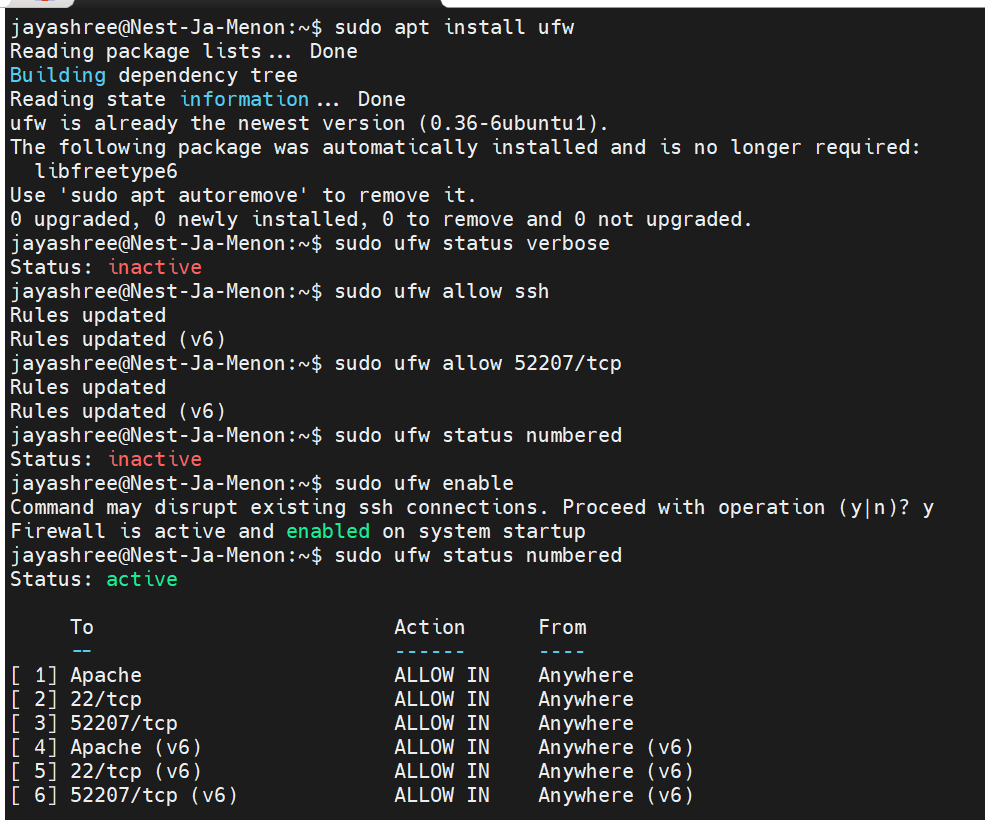 jayashree@Nest-Ja-Menon:~$ sudo apt install ufw
Reading package lists... Done
Building dependency tree
Reading state information... Done
ufw is already the newest version (0.36-6ubuntu1).
The following package was automatically installed and is no longer required:
  libfreetype6
Use 'sudo apt autoremove' to remove it.
0 upgraded, 0 newly installed, 0 to remove and 0 not upgraded.
jayashree@Nest-Ja-Menon:~$ sudo ufw status verbose
Status: inactive
jayashree@Nest-Ja-Menon:~$ sudo ufw allow ssh
Rules updated
Rules updated (v6)
jayashree@Nest-Ja-Menon:~$ sudo ufw allow 52207/tcp
Rules updated
Rules updated (v6)
jayashree@Nest-Ja-Menon:~$ sudo ufw status numbered
Status: inactive
jayashree@Nest-Ja-Menon:~$ sudo ufw enable
Command may disrupt existing ssh connections. Proceed with operation (y|n)? y
Firewall is active and enabled on system startup
jayashree@Nest-Ja-Menon:~$ sudo ufw status numbered
Status: active
     To                         Action      From
     --                         ------      ----
[ 1] Apache                     ALLOW IN    Anywhere
[ 2] 22/tcp                     ALLOW IN    Anywhere
[ 3] 52207/tcp                  ALLOW IN    Anywhere
[ 4] Apache (v6)                ALLOW IN    Anywhere (v6)
[ 5] 22/tcp (v6)                ALLOW IN    Anywhere (v6)
[ 6] 52207/tcp (v6)             ALLOW IN    Anywhere (v6)